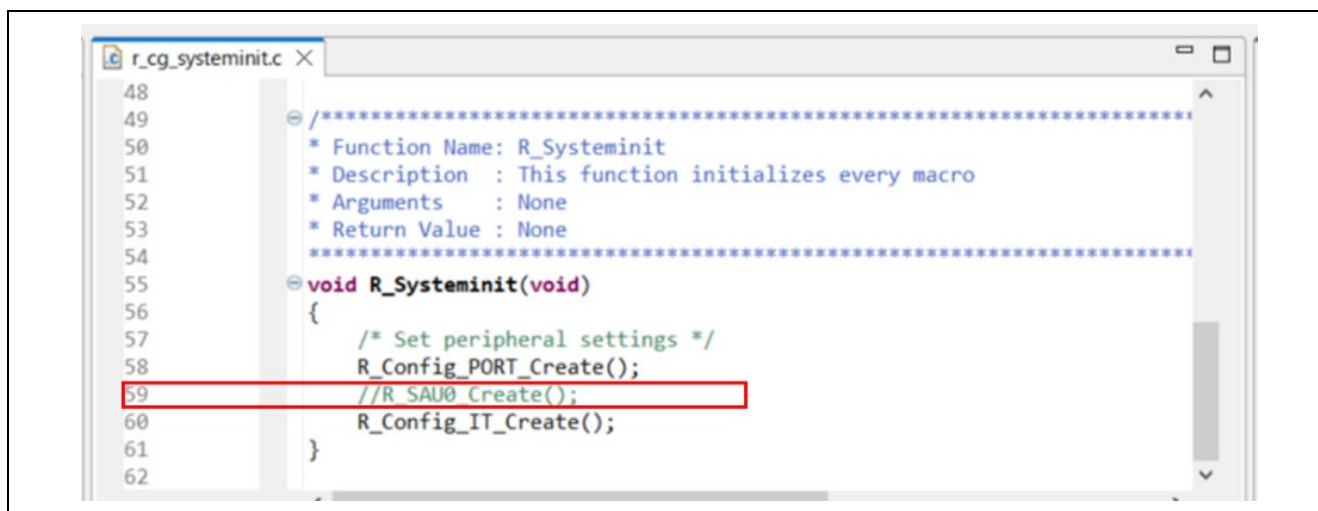 r_cg_systeminit.c
48
49 /*************************************************************************
50 * Function Name: R_Systeminit
51 * Description  : This function initializes every macro
52 * Arguments    : None
53 * Return Value : None
54 *************************************************************************
55 void R_Systeminit(void)
56 {
57     /* Set peripheral settings */
58     R_Config_PORT_Create();
59     //R_SAU0_Create();
60     R_Config_IT_Create();
61 }
62